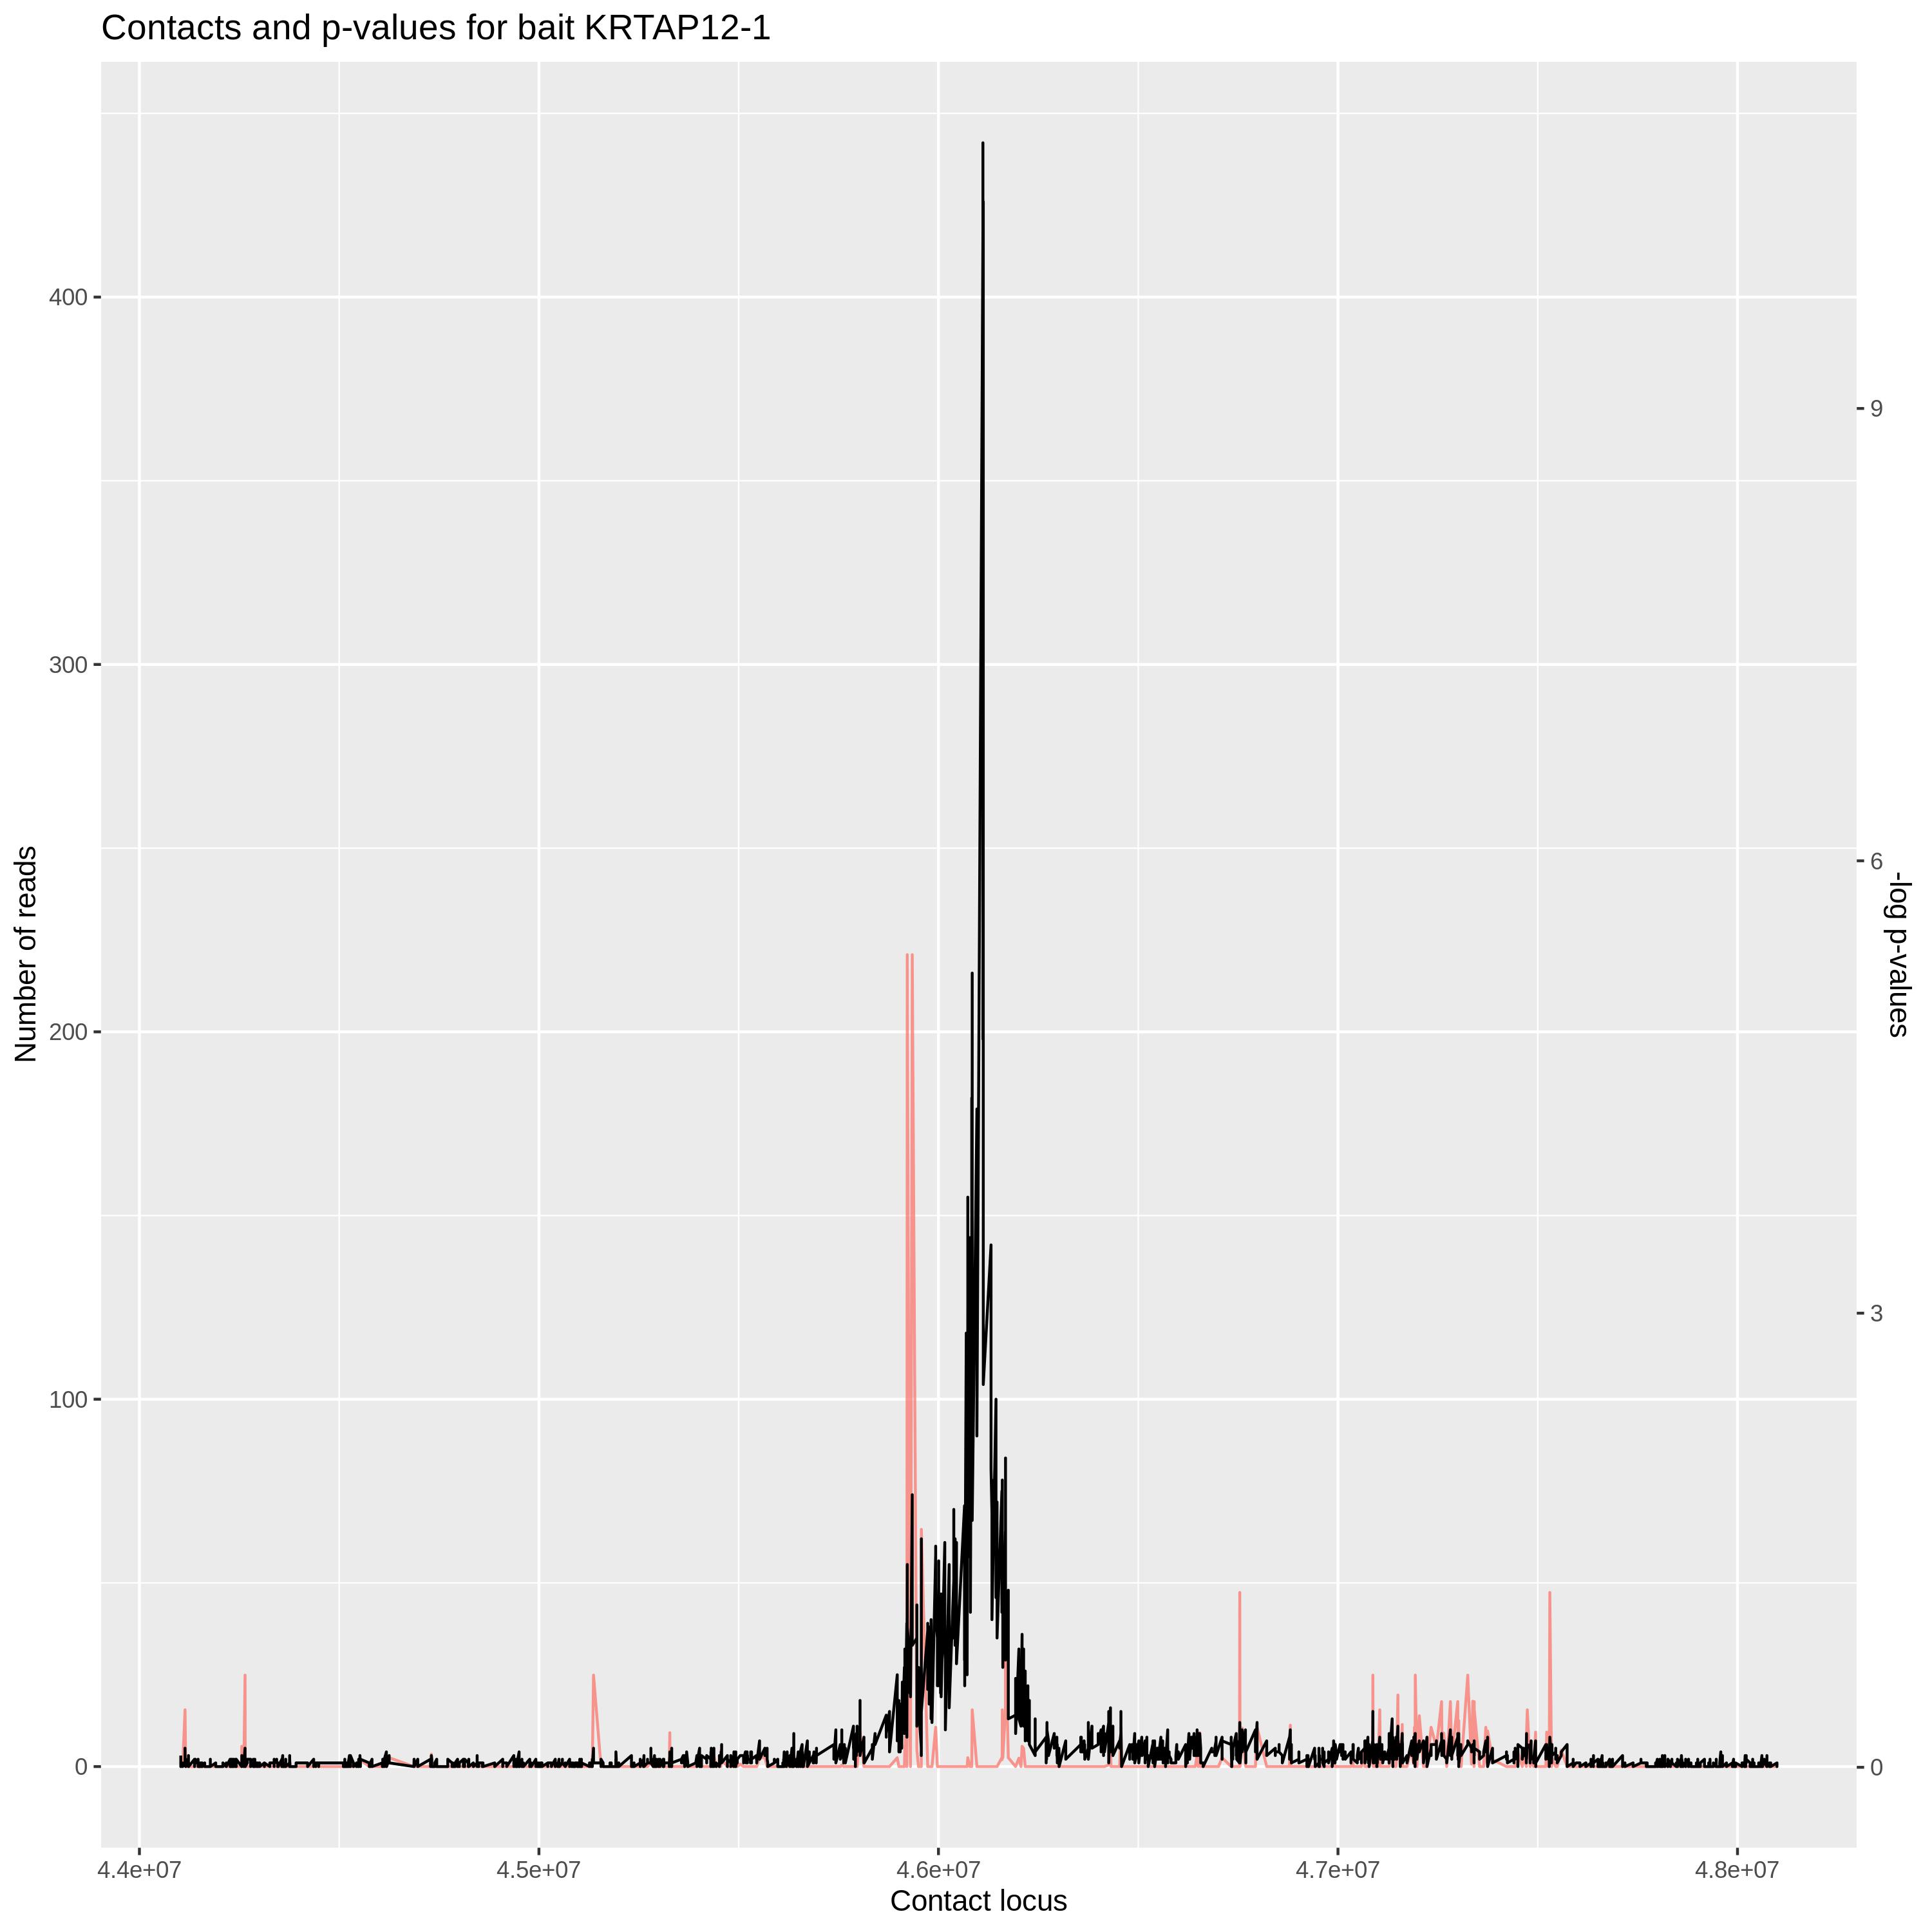 Contacts and p-values for bait KRTAP12-1
400
300
200
100
0
Number of reads
9
6
3
0
-log p-values
4.4e+07 4.5e+07 4.6e+07 4.7e+07 4.8e+07
Contact locus